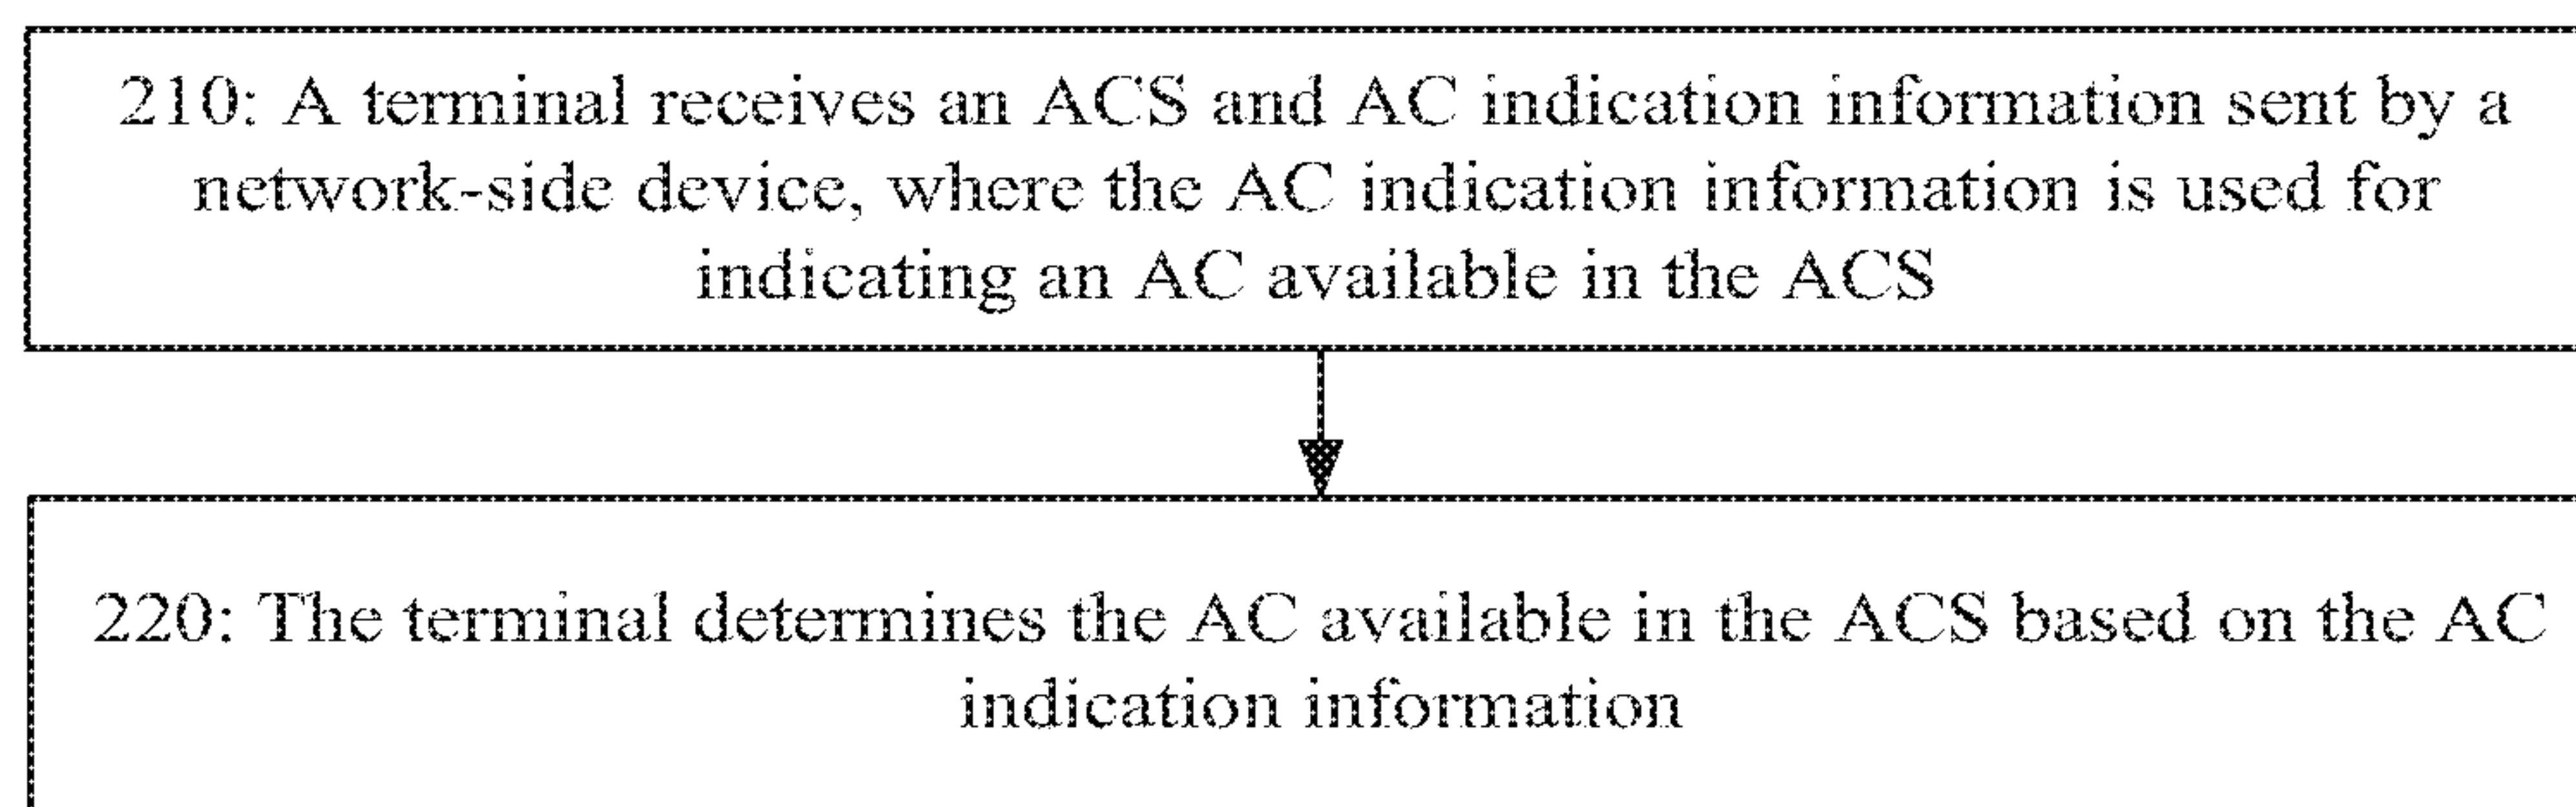 210: A terminal receives an ACS and AC indication information sent by a
network-side device, where the AC indication information is used for
indicating an AC available in the ACS
220: The terminal determines the AC available in the ACS based on the AC
indication information